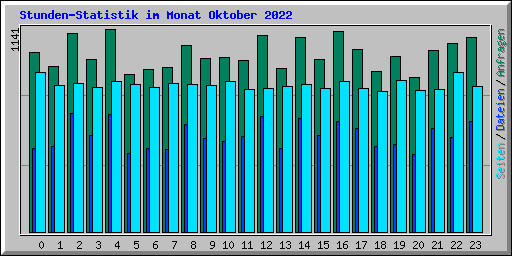 Stunden-Statistik im Monat Oktober 2022
1141
Seiten/Dateien/Anfragen
0 1 2 3 4 5 6 7 8 9 10 11 12 13 14 15 16 17 18 19 20 21 22 23